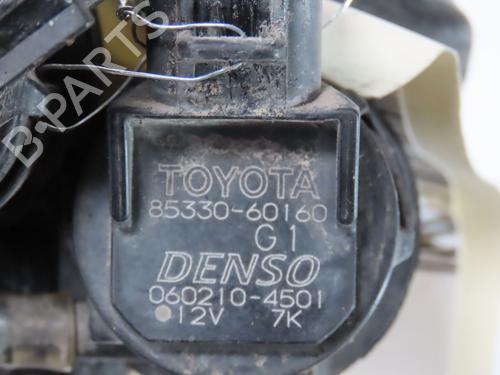 TOYOTA
85330-60160
G1
DENSO
060210-4501
12V 7K
B-PARTS